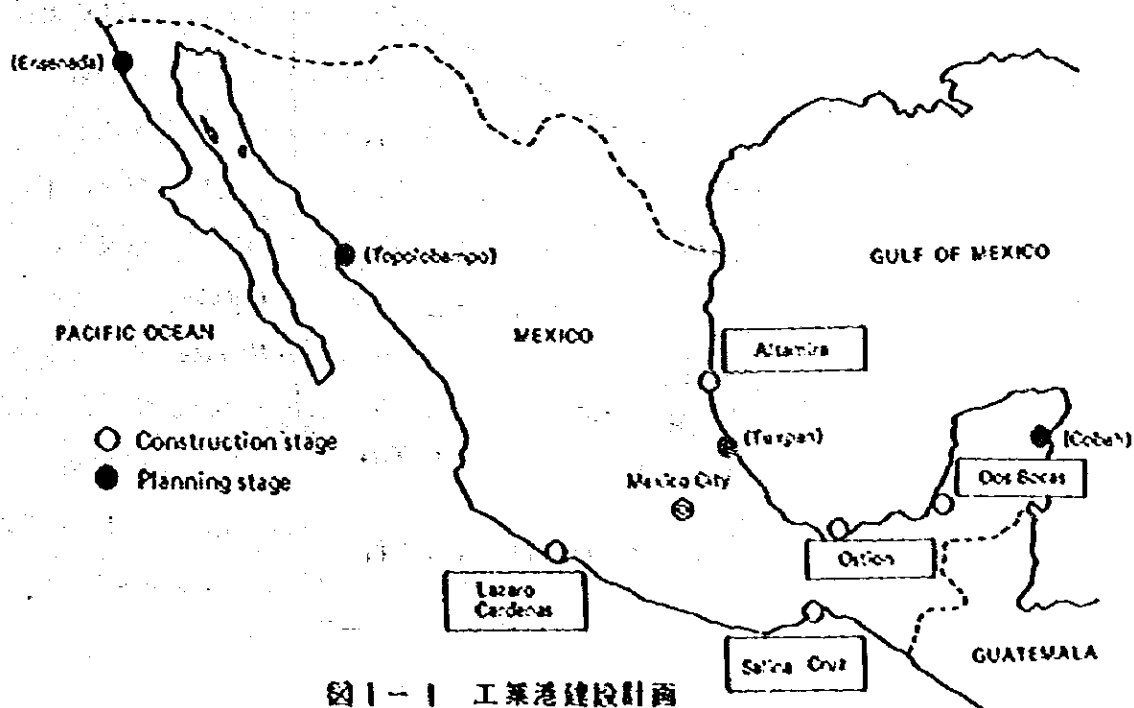 (Ensenada)
(Topolobampo)
GULF OF MEXICO
PACIFIC OCEAN
MEXICO
Altamira
Construction stage
Planning stage
(Tuxpan)
(Coban)
Mexico City
Dos Bocas
Ostion
Lazaro
Cardenas
Salina Cruz
GUATEMALA
図1-1 工業港建設計画